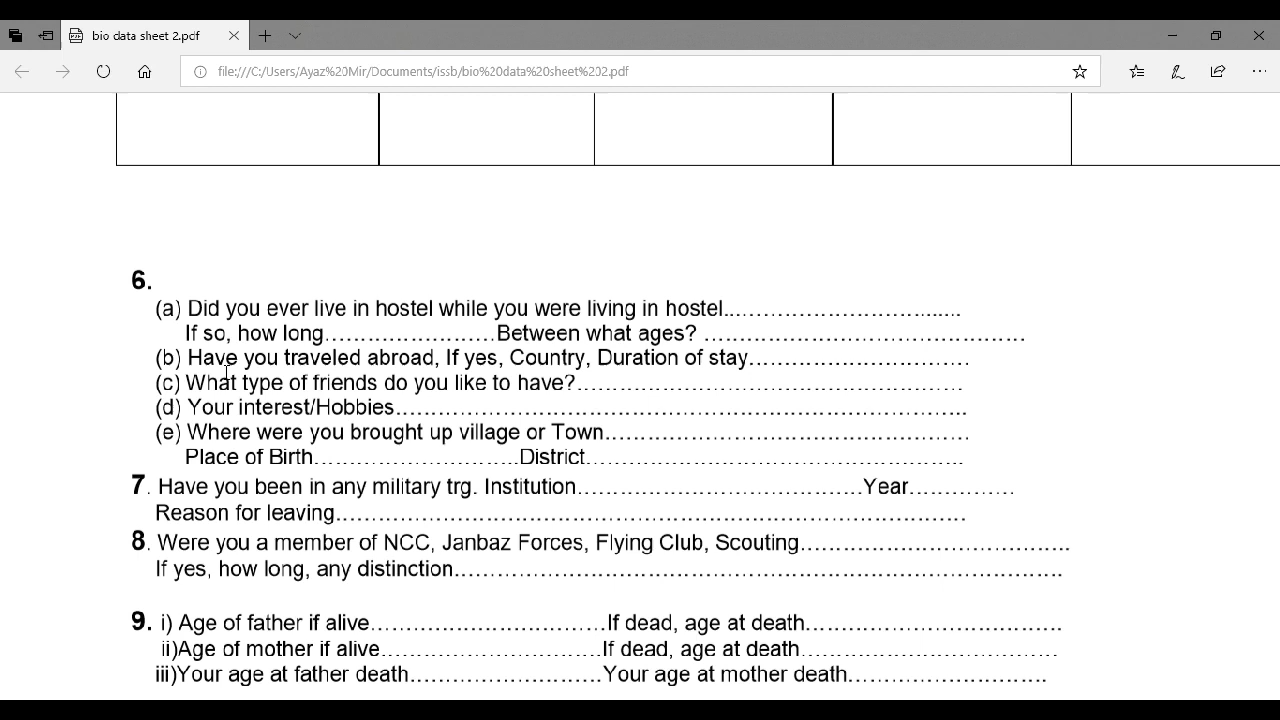 bio data sheet 2.pdf
file:///C:/Users/Ayaz%20Mir/Documents/issb/bio%20data%20sheet%202.pdf
6.
(a) Did you ever live in hostel while you were living in hostel...............................
If so, how long........................Between what ages? .............................................
(b) Have you traveled abroad, If yes, Country, Duration of stay...............................
(c) What type of friends do you like to have?......................................................
(d) Your interest/Hobbies................................................................................
(e) Where were you brought up village or Town...................................................
Place of Birth.............................District.....................................................
7. Have you been in any military trg. Institution........................................Year...............
Reason for leaving.........................................................................................
8. Were you a member of NCC, Janbaz Forces, Flying Club, Scouting......................................
If yes, how long, any distinction.....................................................................................
9. i) Age of father if alive.................................If dead, age at death....................................
ii)Age of mother if alive...............................If dead, age at death....................................
iii)Your age at father death...........................Your age at mother death............................